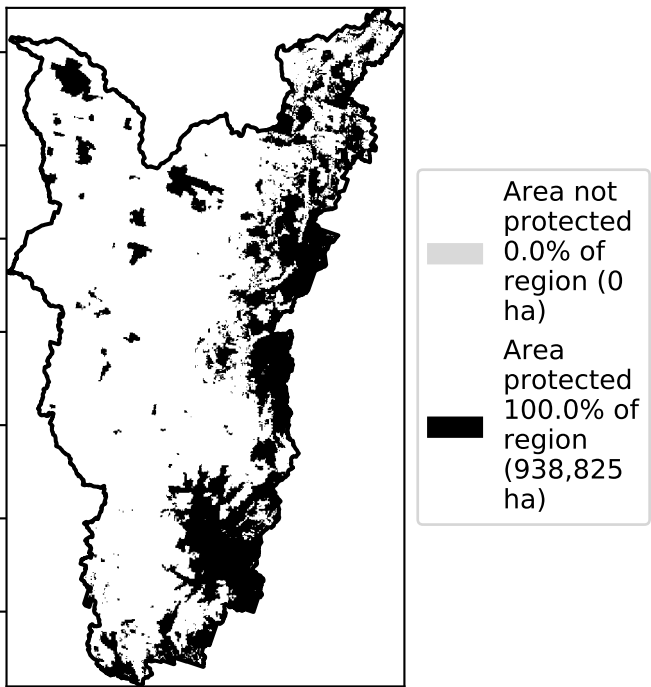 Area not
protected
0.0% of
region (0
ha)
Area
protected
100.0% of
region
(938,825
ha)